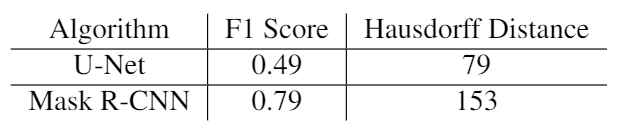 Algorithm F1 Score Hausdorff Distance
U-Net 0.49 79
Mask R-CNN 0.79 153